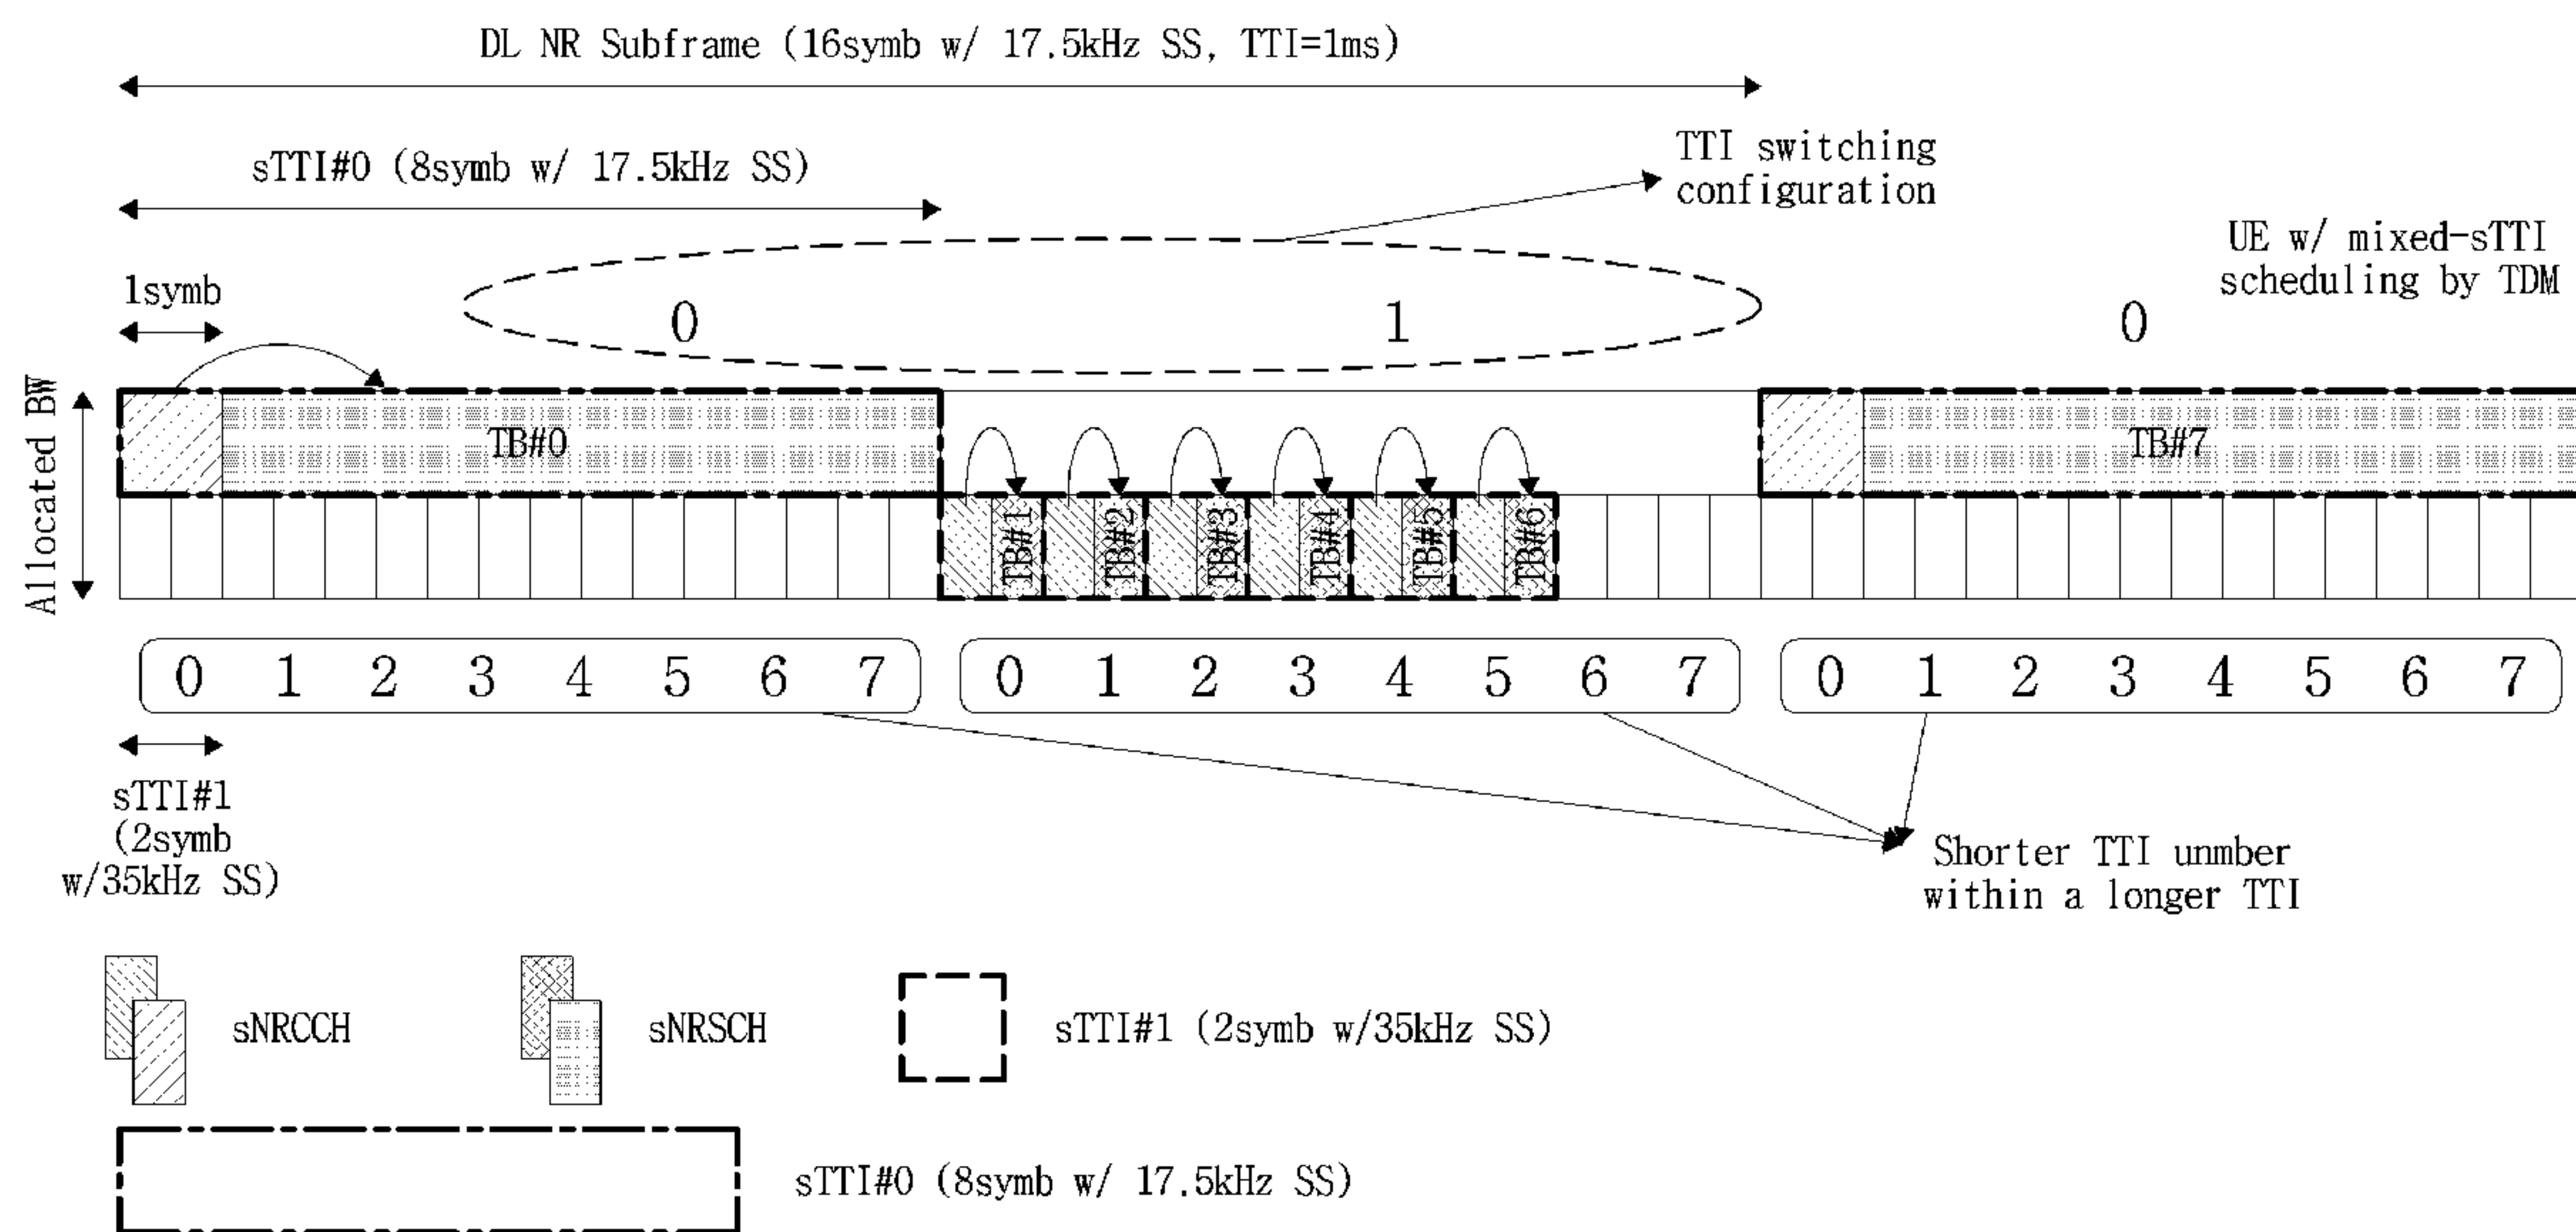 DL NR Subframe (16symb w/ 17.5kHz SS, TTI=1ms)
sTTI#0 (8symb w/ 17.5kHz SS)
TTI switching
configuration
UE w/ mixed-sTTI
scheduling by TDM
1symb
0
1
0
Allocated BW
TB#0
TB#7
TB#1
TB#2
TB#3
TB#4
TB#5
TB#6
0 1 2 3 4 5 6 7
0 1 2 3 4 5 6 7
0 1 2 3 4 5 6 7
sTTI#1
(2symb
w/35kHz SS)
Shorter TTI unmber
within a longer TTI
sNRCCH
sNRSCH
sTTI#1 (2symb w/35kHz SS)
sTTI#0 (8symb w/ 17.5kHz SS)